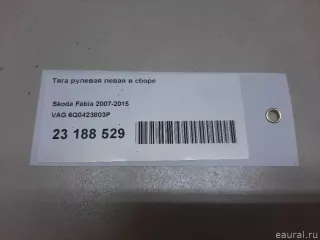 Тяга рулевая левая в сборе
Skoda Fabia 2007-2015
VAG 6Q0423803P
23 188 529
eaural.ru